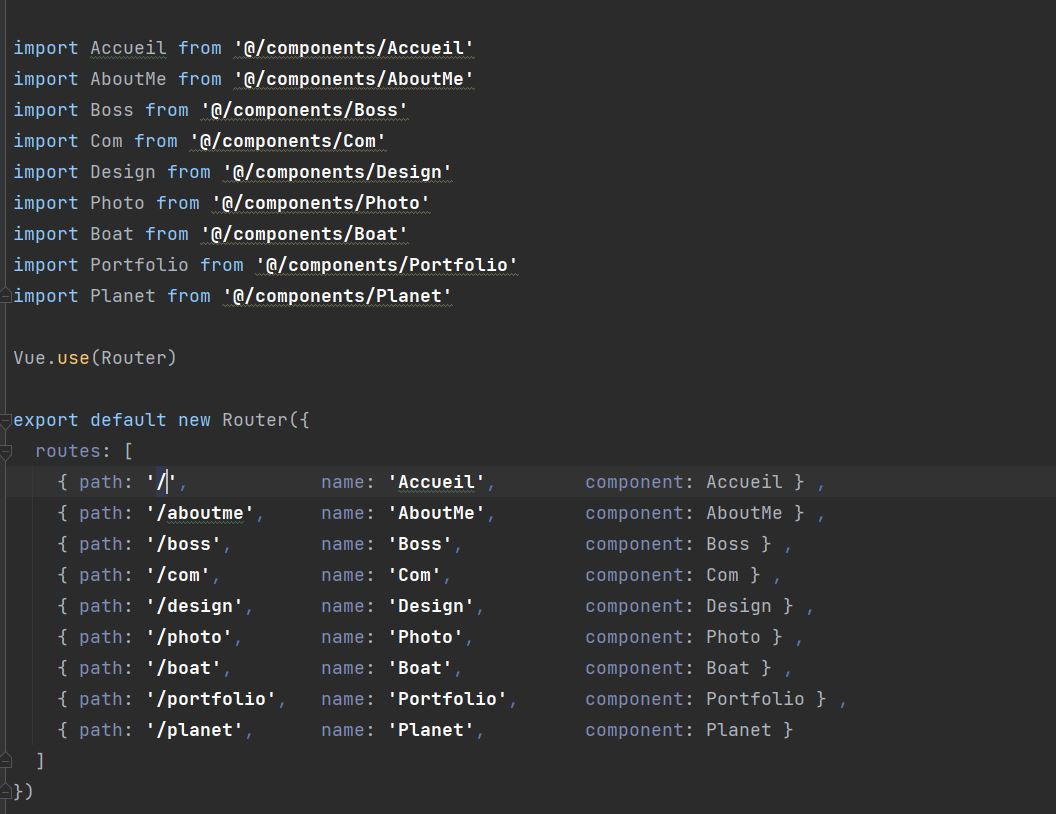 import Accueil from '@/components/Accueil'
import AboutMe from '@/components/AboutMe'
import Boss from '@/components/Boss'
import Com from '@/components/Com'
import Design from '@/components/Design'
import Photo from '@/components/Photo'
import Boat from '@/components/Boat'
import Portfolio from '@/components/Portfolio'
import Planet from '@/components/Planet'

Vue.use(Router)

export default new Router({
  routes: [
    { path: '/',            name: 'Accueil',        component: Accueil } ,
    { path: '/aboutme',     name: 'AboutMe',        component: AboutMe } ,
    { path: '/boss',        name: 'Boss',           component: Boss } ,
    { path: '/com',         name: 'Com',            component: Com } ,
    { path: '/design',      name: 'Design',         component: Design } ,
    { path: '/photo',       name: 'Photo',          component: Photo } ,
    { path: '/boat',        name: 'Boat',           component: Boat } ,
    { path: '/portfolio',   name: 'Portfolio',      component: Portfolio } ,
    { path: '/planet',      name: 'Planet',         component: Planet }
  ]
})